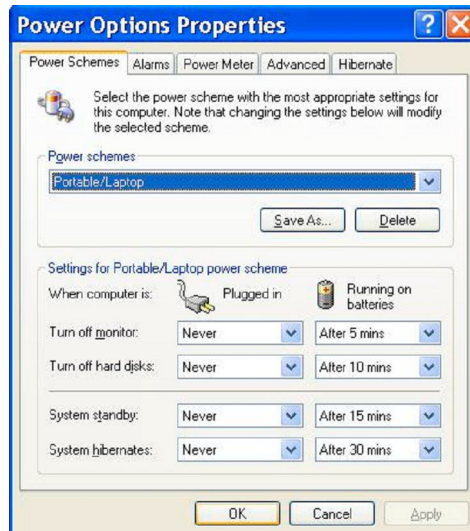 Power Options Properties
Power Schemes Alarms Power Meter Advanced Hibernate
Select the power scheme with the most appropriate settings for
this computer. Note that changing the settings below will modify
the selected scheme.
Power schemes
Portable/Laptop
Save As... Delete
Settings for Portable/Laptop power scheme
When computer is: Plugged in Running on
batteries
Turn off monitor: Never After 5 mins
Turn off hard disks: Never After 10 mins
System standby: Never After 15 mins
System hibernates: Never After 30 mins
OK Cancel Apply